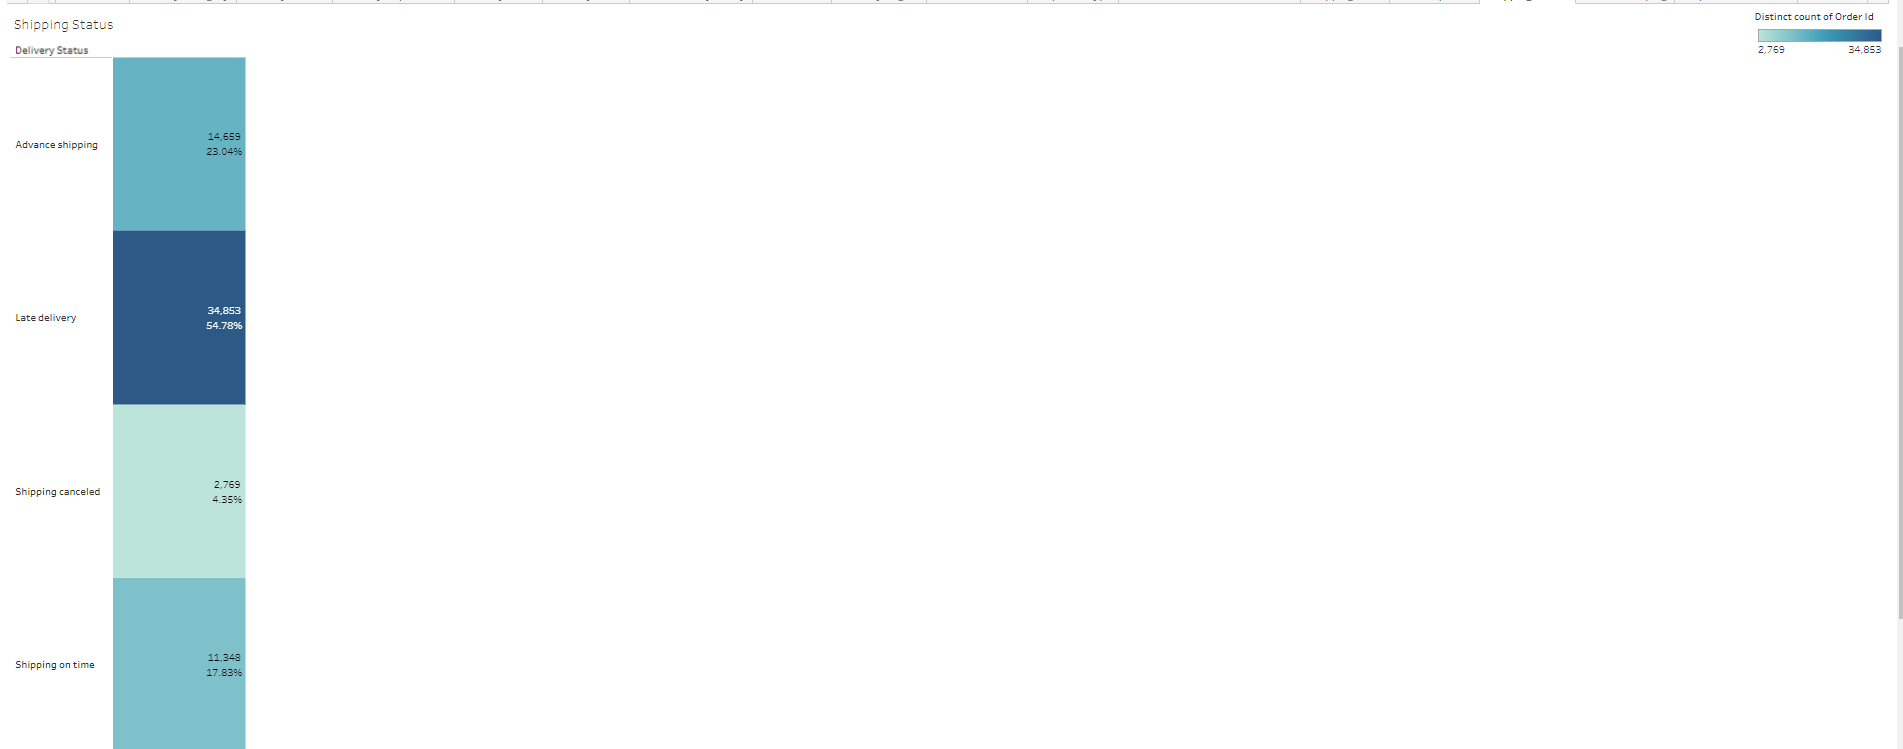 Shipping Status
Distinct count of Order Id
2,769 34,853
Delivery Status
Advance shipping
14,659
23.04%
Late delivery
34,853
54.78%
Shipping canceled
2,769
4.35%
Shipping on time
11,348
17.83%